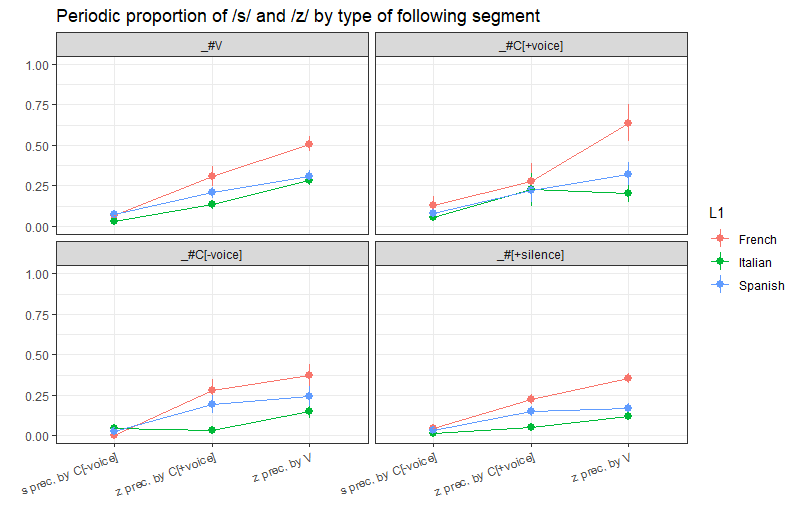 Periodic proportion of /s/ and /z/ by type of following segment
_#V
_#C[+voice]
1.00
0.75
0.50
0.25
0.00
_#C[-voice]
_#[+silence]
1.00
0.75
0.50
0.25
0.00
s prec. by C[-voice]
z prec. by C[+voice]
z prec. by V
s prec. by C[-voice]
z prec. by C[+voice]
z prec. by V
L1
French
Italian
Spanish